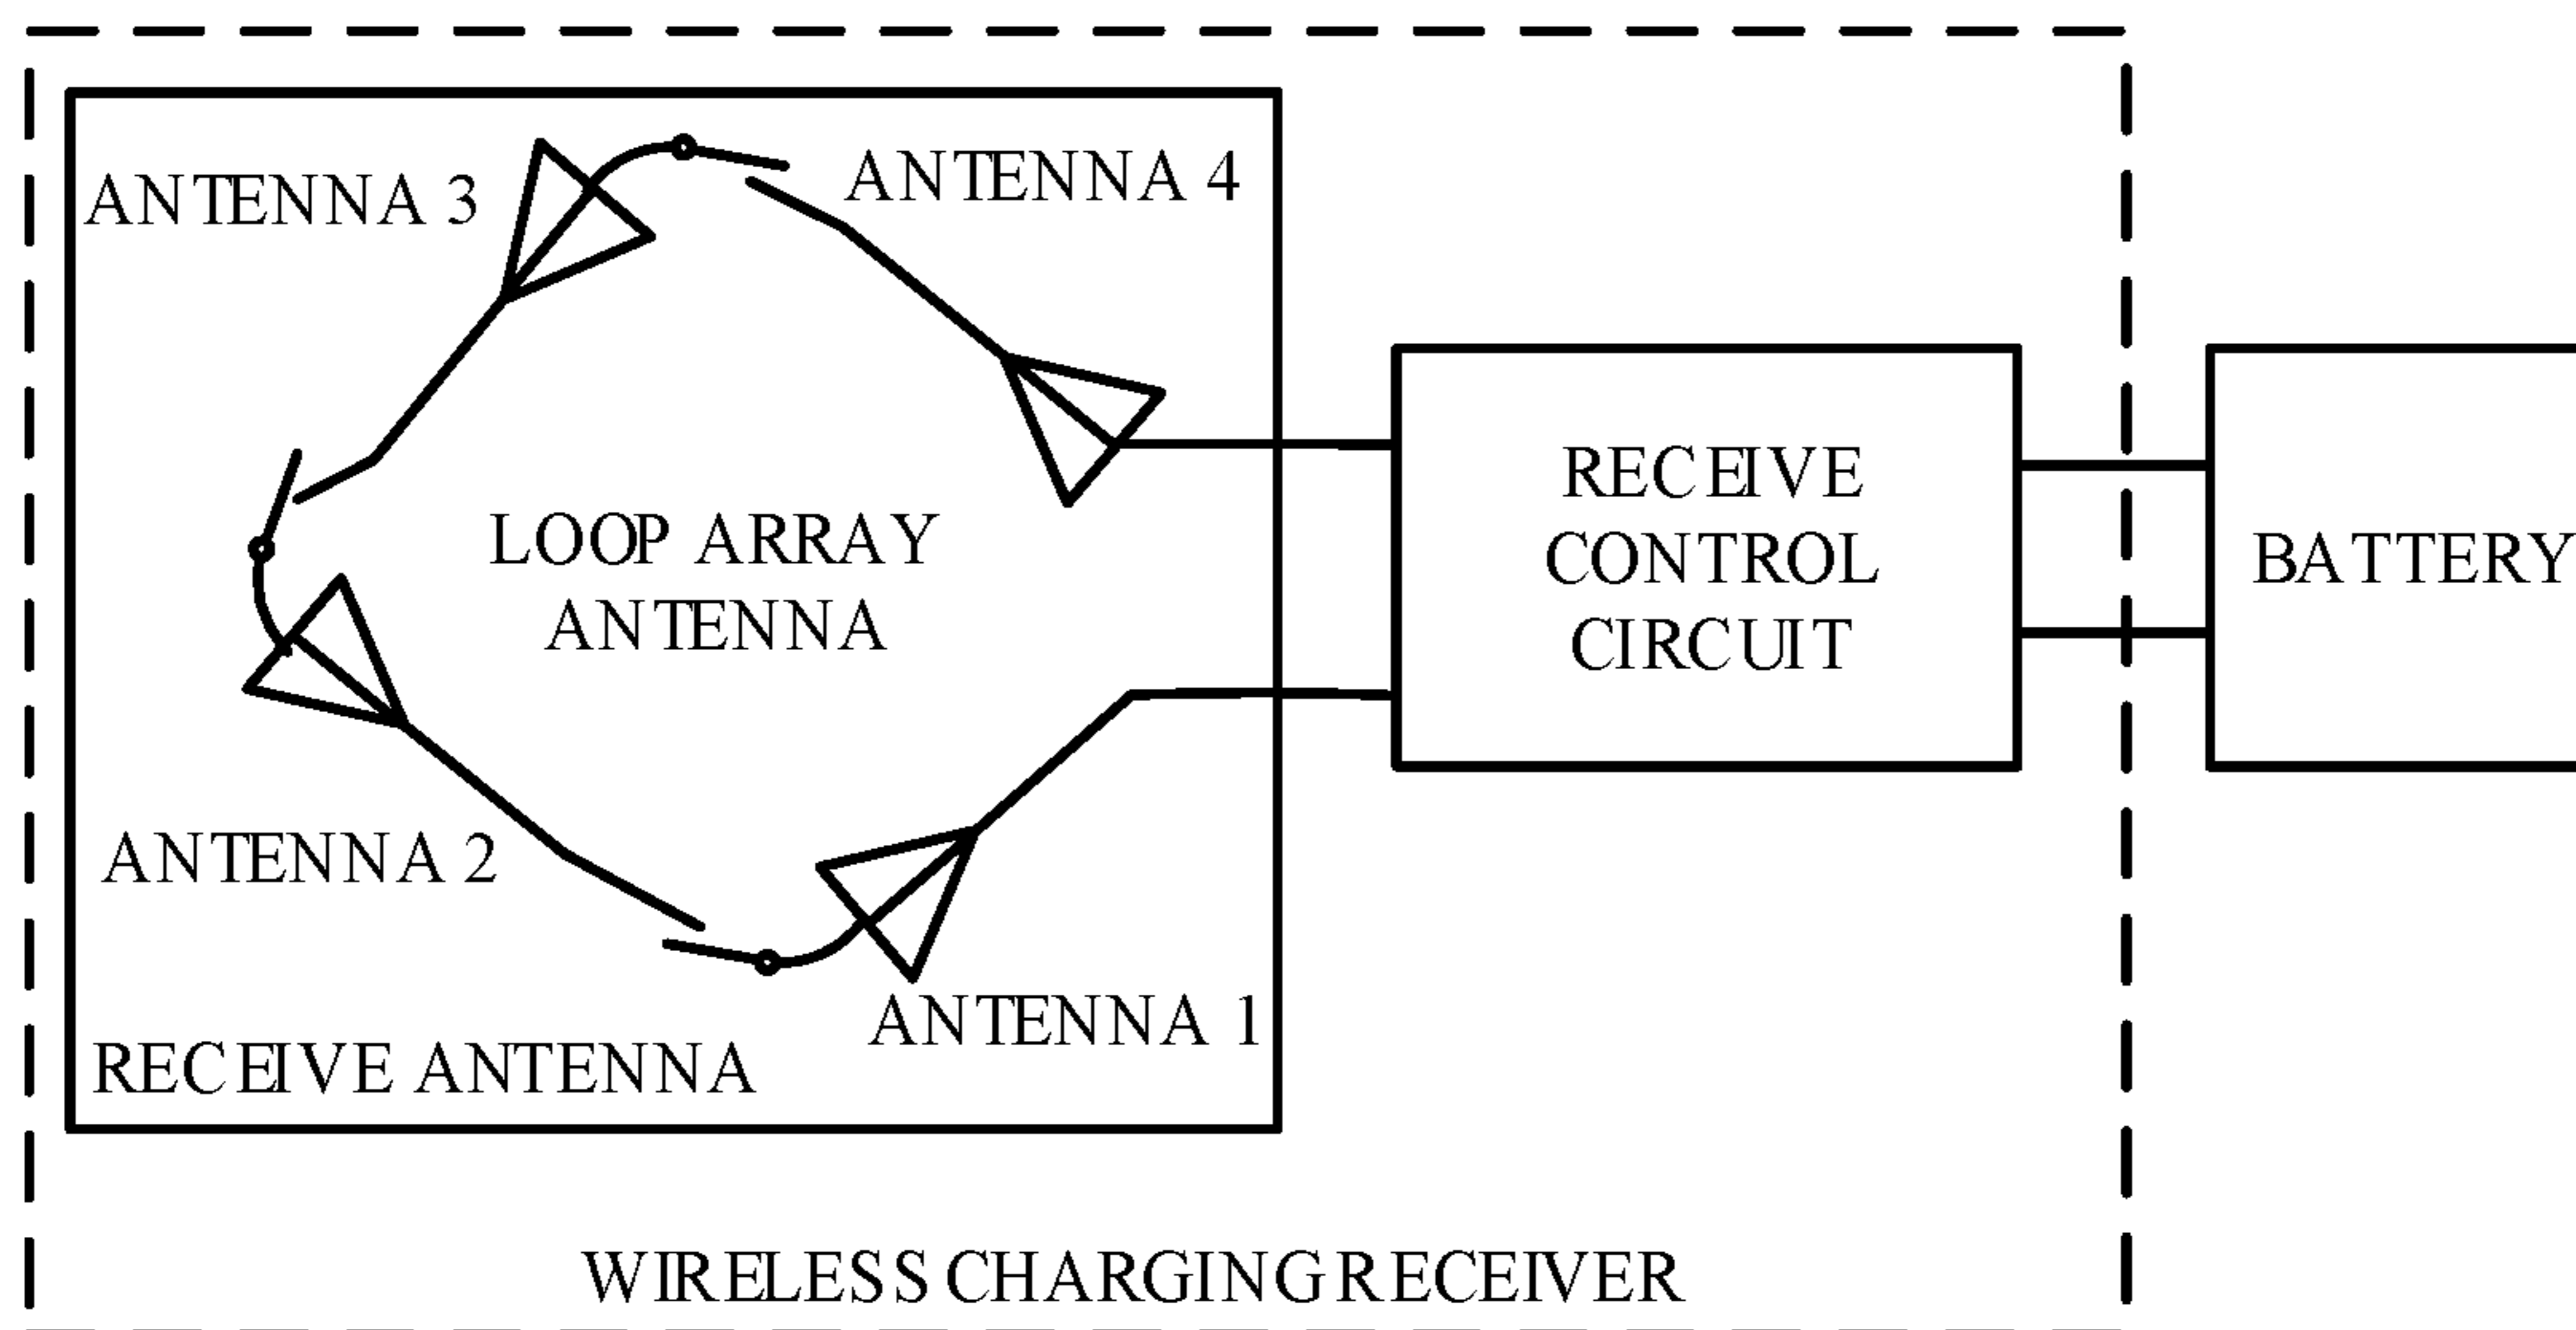 ANTENNA 3
ANTENNA 4
LOOP ARRAY
ANTENNA
RECEIVE
CONTROL
CIRCUIT
BATTERY
ANTENNA 2
ANTENNA 1
RECEIVE ANTENNA
WIRELESS CHARGING RECEIVER